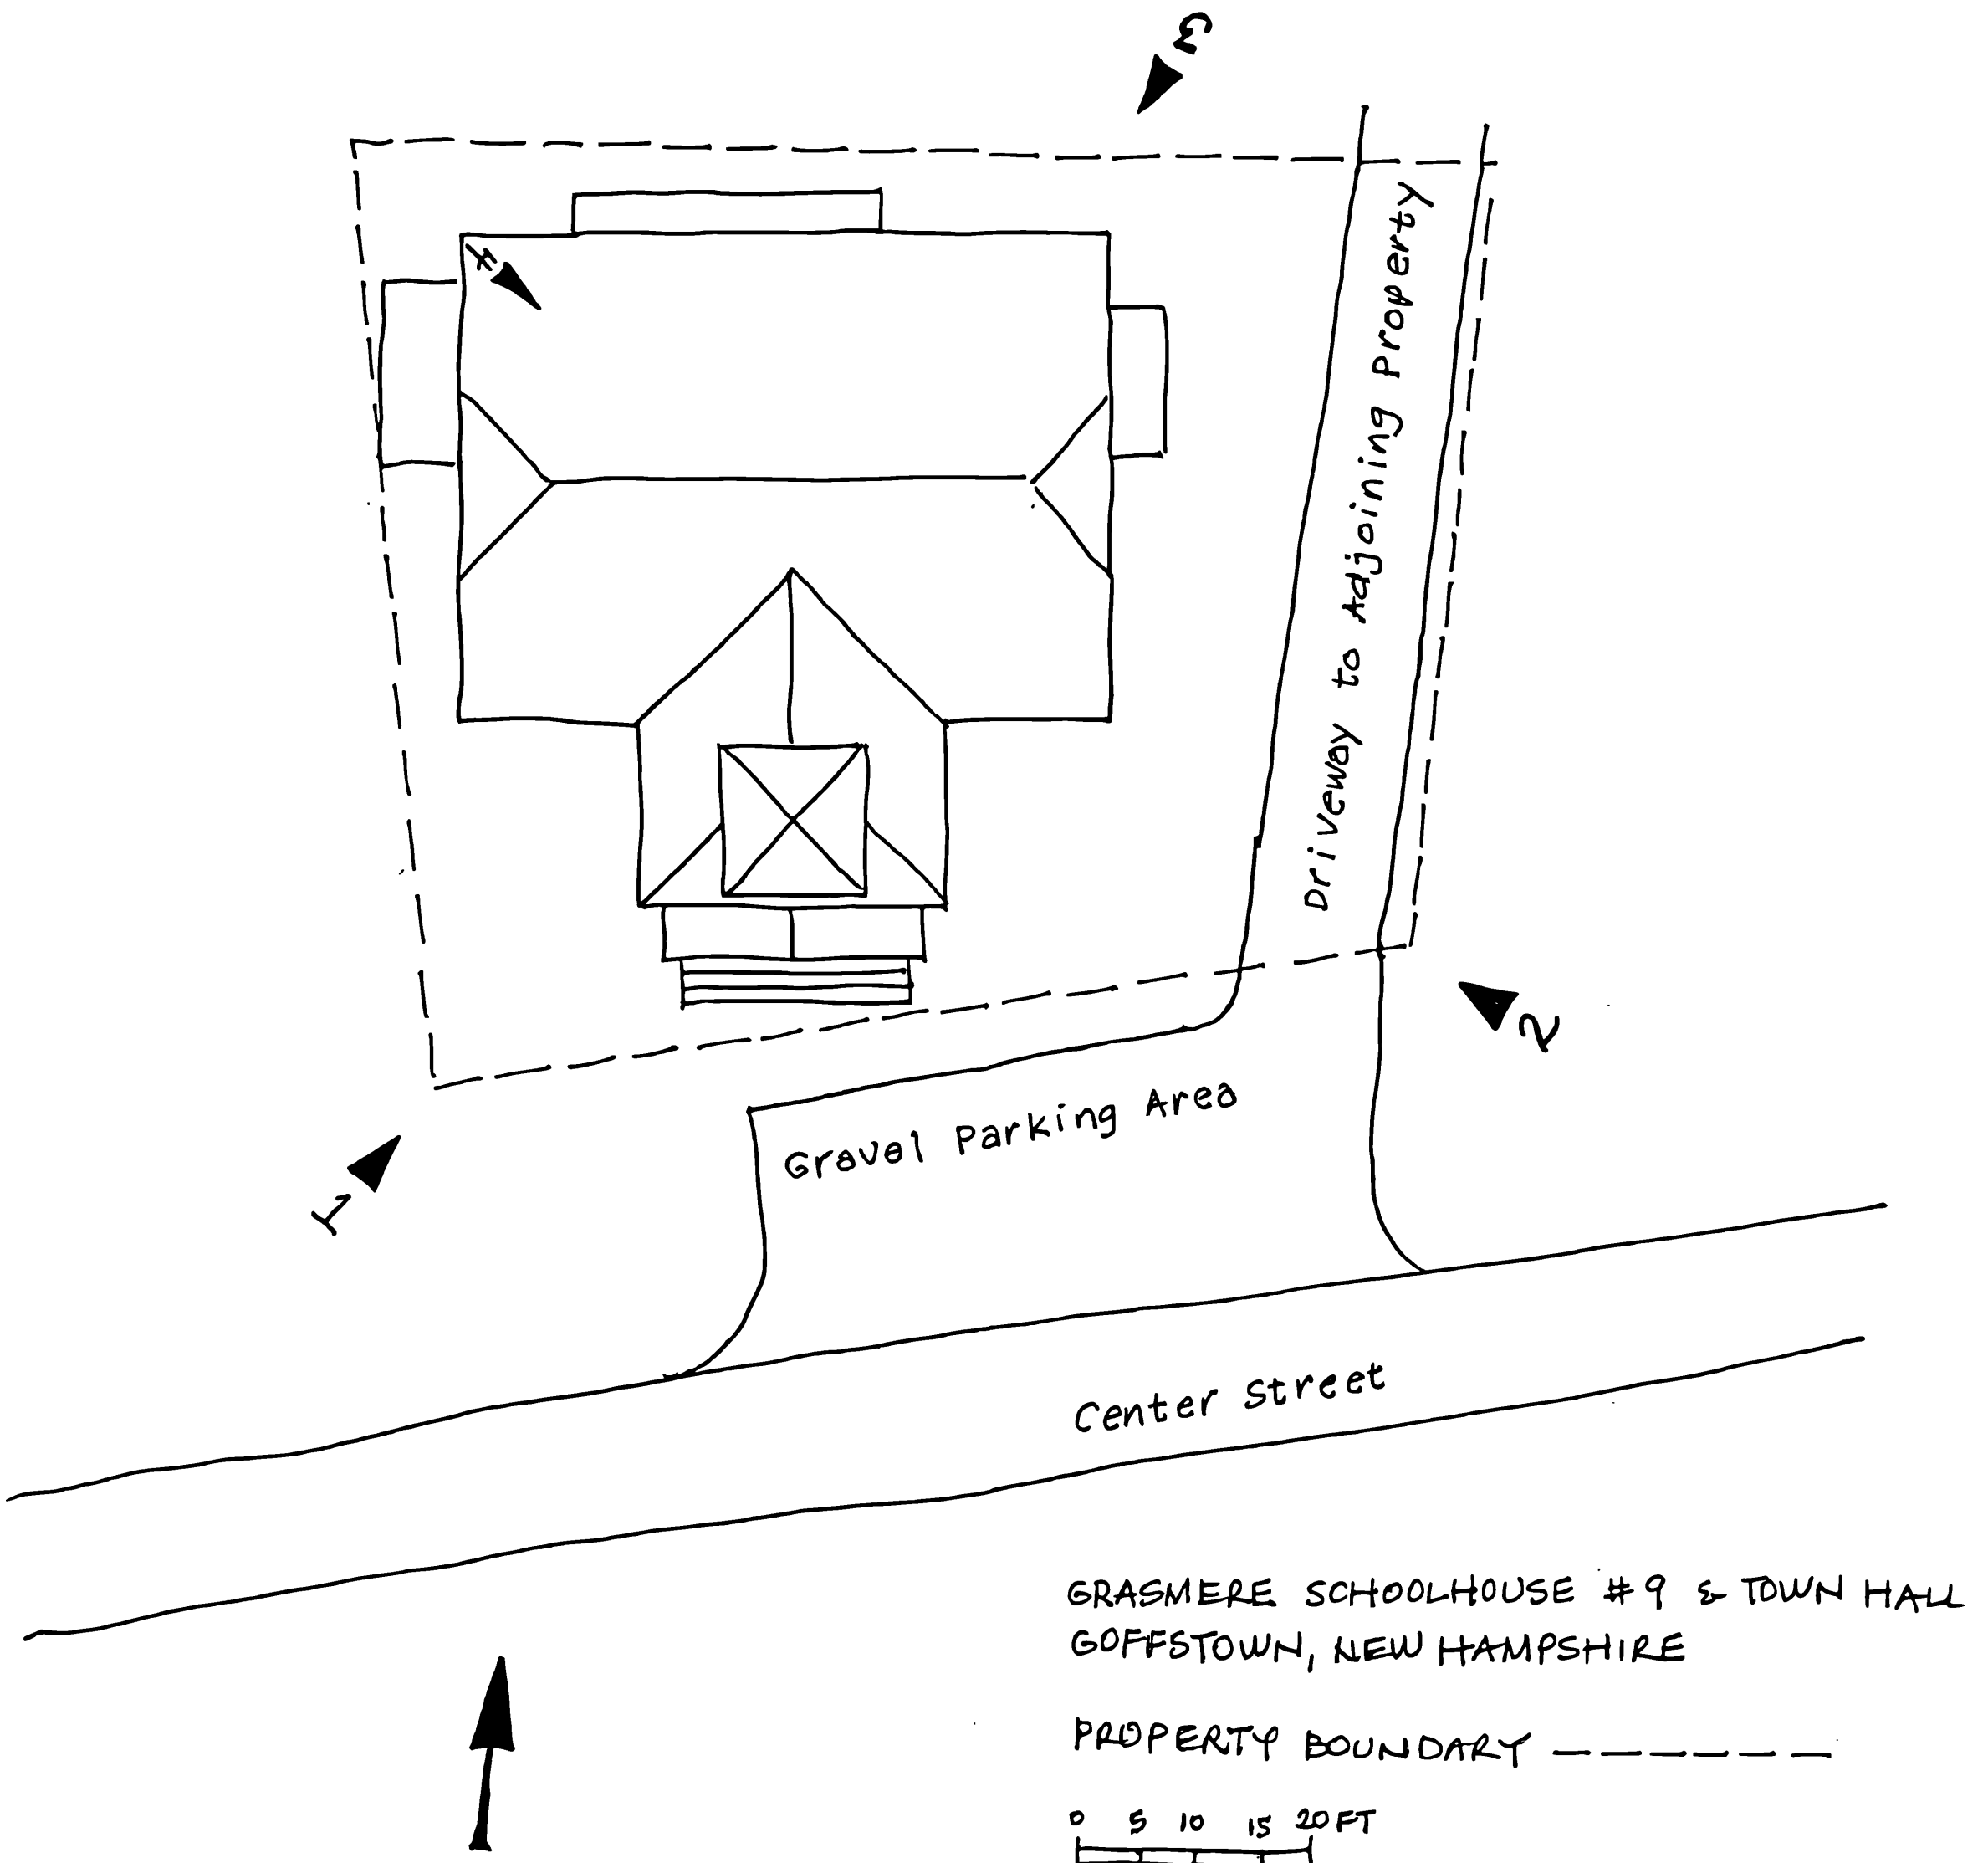 3
4
Driveway to Adjoining Property
2
Gravel Parking Area
1
Center Street
GRASMERE SCHOOLHOUSE #9 & TOWN HALL
GOFFSTOWN, NEW HAMPSHIRE
PROPERTY BOUNDARY
0 5 10 15 20 FT